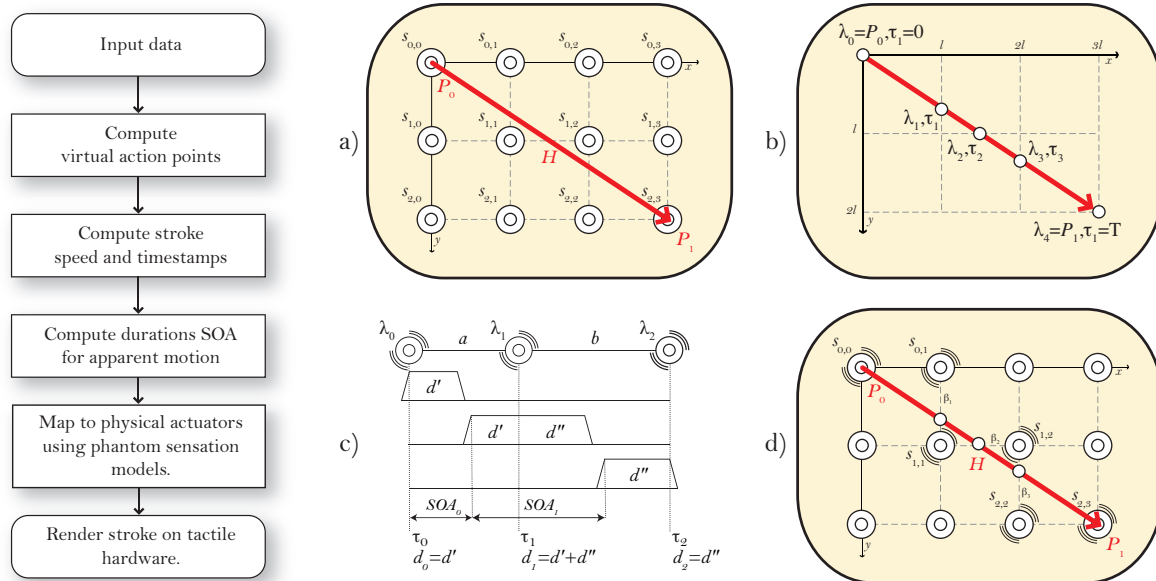 Input data
Compute
virtual action points
Compute stroke
speed and timestamps
Compute durations SOA
for apparent motion
Map to physical actuators
using phantom sensation
models.
Render stroke on tactile
hardware.
a)
s0,0 s0,1 s0,2 s0,3
x
P0
s1,0 s1,1 s1,2 s1,3
H
s2,0 s2,1 s2,2 s2,3
P1
y
b)
λ0=P0,τ1=0
l 2l 3l
x
λ1,τ1
l
λ2,τ2 λ3,τ3
2l
y
λ4=P1,τ1=T
c)
λ0 a λ1 b λ2
d'
d' d"
d"
SOA0 SOA1
τ0 τ1 τ2
d0=d' d1=d'+d" d2=d"
d)
s0,0 s0,1
x
P0
β1
s1,1 H β2 s1,2
s2,2 β3 s2,3
P1
y